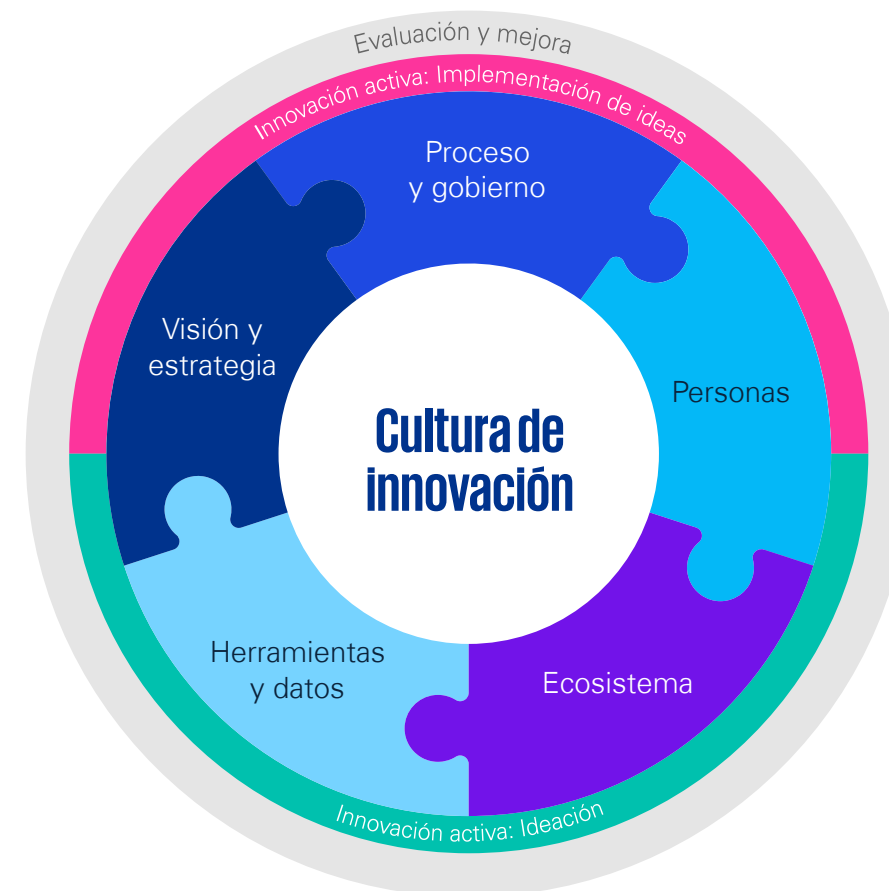 Evaluación y mejora
Innovación activa: Implementación de ideas
Proceso
y gobierno
Visión y
estrategia
Personas
Cultura de
innovación
Herramientas
y datos
Ecosistema
Innovación activa: Ideación